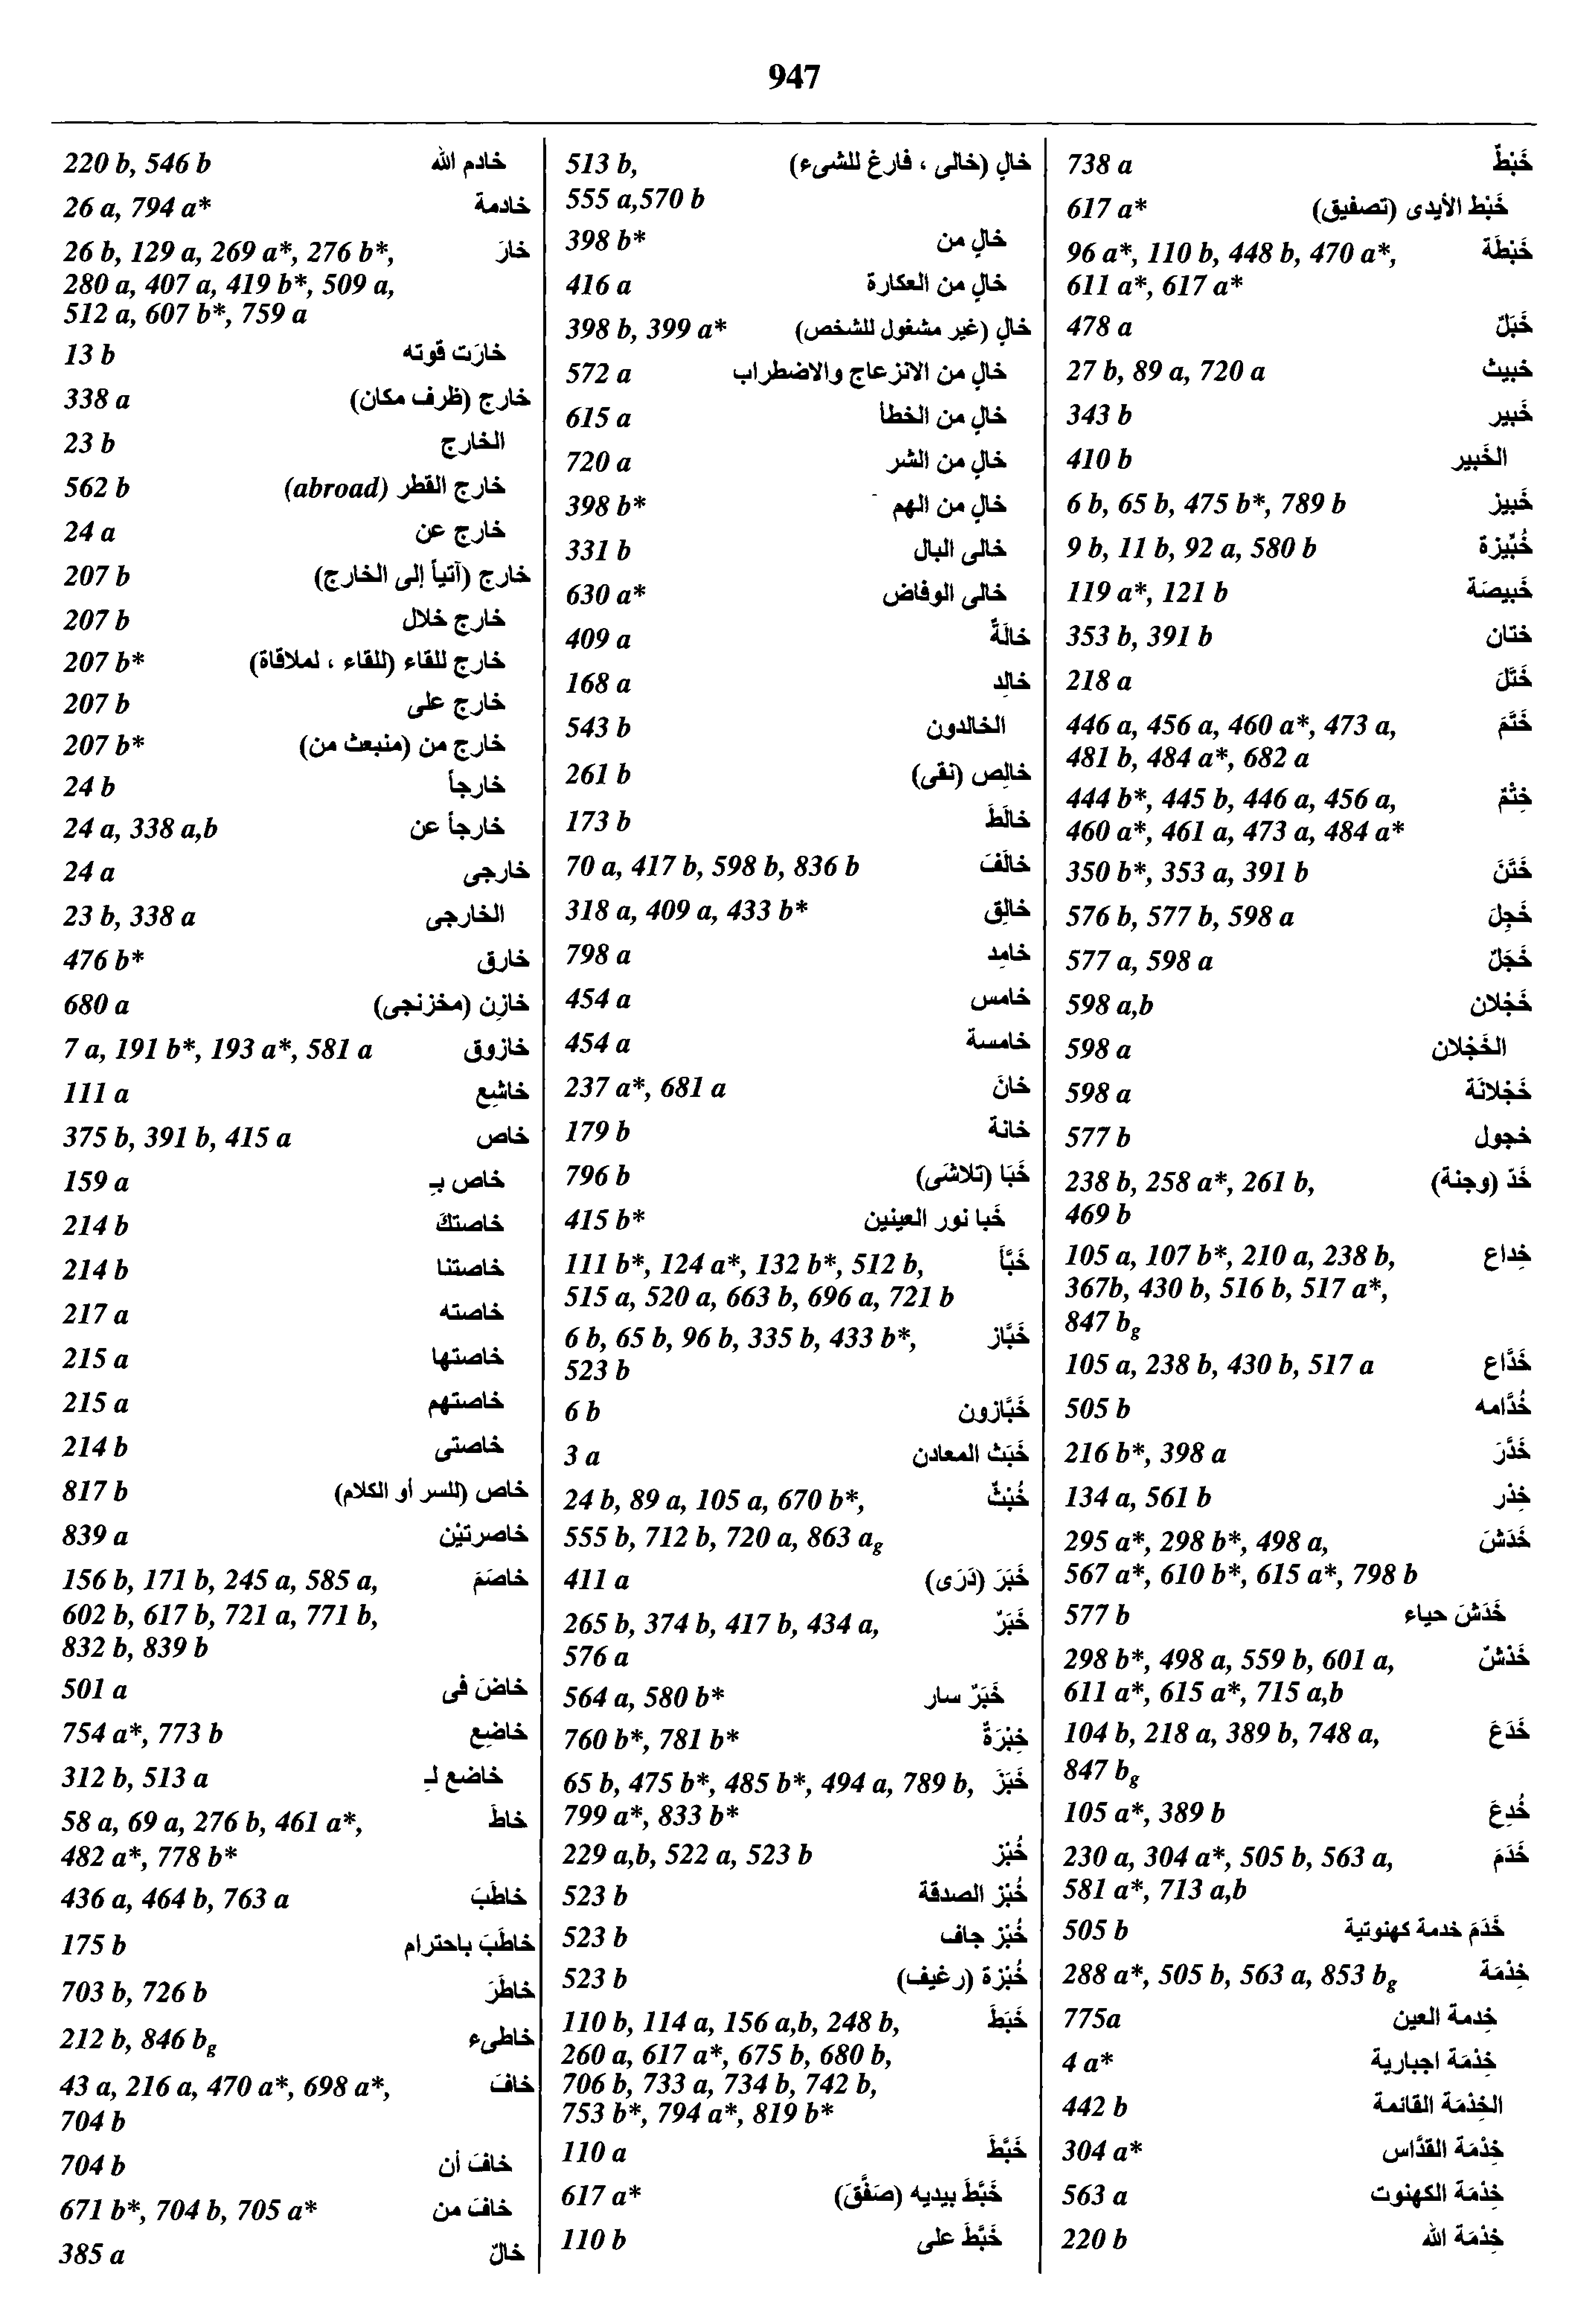 947
220 b, 546 b خادم الله
26 a, 794 a* خادمة
26 b, 129 a, 269 a*, 276 b*, خارَ
280 a, 407 a, 419 b*, 509 a,
512 a, 607 b*, 759 a
13 b خارَت قوته
338 a خارج (ظرف مكان)
23 b الخارج
562 b خارج القطر (abroad)
24 a خارج عن
207 b خارج (آتياً إلى الخارج)
207 b خارج خلال
207 b* خارج للقاء (للقاء ، لملاقاة)
207 b خارج على
207 b* خارج من (منبعث من)
24 b خارجاً
24 a, 338 a,b خارجاً عن
24 a خارجى
23 b, 338 a الخارجى
476 b* خارق
680 a خازِن (مخزنجى)
7 a, 191 b*, 193 a*, 581 a خازوق
111 a خاشِع
375 b, 391 b, 415 a خاص
159 a خاص بـِ
214 b خاصتكَ
214 b خاصتنا
217 a خاصته
215 a خاصتها
215 a خاصتهم
214 b خاصتى
817 b خاص (للسر أو الكلام)
839 a خاصرتيْن
156 b, 171 b, 245 a, 585 a, خاصَمَ
602 b, 617 b, 721 a, 771 b,
832 b, 839 b
501 a خاضَ فى
754 a*, 773 b خاضِع
312 b, 513 a خاضع لـِ
58 a, 69 a, 276 b, 461 a*, خاطَ
482 a*, 778 b*
436 a, 464 b, 763 a خاطَبَ
175 b خاطَبَ باحترام
703 b, 726 b خاطَرَ
212 b, 846 bg خاطىء
43 a, 216 a, 470 a*, 698 a*, خافَ
704 b
704 b خافَ أن
671 b*, 704 b, 705 a* خافَ من
385 a خالٌ
513 b, خالٍ (خالى ، فارغ للشىء)
555 a,570 b
398 b* خالٍ من
416 a خالٍ من العكارة
398 b, 399 a* خالٍ (غير مشغول للشخص)
572 a خالٍ من الانزعاج والاضطراب
615 a خالٍ من الخطأ
720 a خالٍ من الشر
398 b* خالٍ من الهم
331 b خالى البال
630 a* خالى الوفاض
409 a خالَةٌ
168 a خالِد
543 b الخالدون
261 b خالِص (نقى)
173 b خالَطَ
70 a, 417 b, 598 b, 836 b خالَفَ
318 a, 409 a, 433 b* خالِق
798 a خامِد
454 a خامس
454 a خامسة
237 a*, 681 a خانَ
179 b خانة
796 b خَبَا (تلاشَى)
415 b* خَبا نور العينين
111 b*, 124 a*, 132 b*, 512 b, خَبَّأ
515 a, 520 a, 663 b, 696 a, 721 b
6 b, 65 b, 96 b, 335 b, 433 b*, خَبَّاز
523 b
6 b خَبَّازون
3 a خَبَث المعادن
24 b, 89 a, 105 a, 670 b*, خُبْثٌ
555 b, 712 b, 720 a, 863 ag
411 a خَبَرَ (دَرَى)
265 b, 374 b, 417 b, 434 a, خَبَرٌ
576 a
564 a, 580 b* خَبَرٌ سار
760 b*, 781 b* خِبْرَةٌ
65 b, 475 b*, 485 b*, 494 a, 789 b, خَبَزَ
799 a*, 833 b*
229 a,b, 522 a, 523 b خُبْز
523 b خُبْز الصدقة
523 b خُبْز جاف
523 b خُبْزة (رغيف)
110 b, 114 a, 156 a,b, 248 b, خَبَطَ
260 a, 617 a*, 675 b, 680 b,
706 b, 733 a, 734 b, 742 b,
753 b*, 794 a*, 819 b*
110 a خَبَّطَ
617 a* خَبَّطَ بيديه (صَفَّقَ)
110 b خَبَّطَ على
738 a خَبْطٌ
617 a* خَبْط الأيدى (تصفيق)
96 a*, 110 b, 448 b, 470 a*, خَبْطَة
611 a*, 617 a*
478 a خَبَلٌ
27 b, 89 a, 720 a خبيث
343 b خَبير
410 b الخَبير
6 b, 65 b, 475 b*, 789 b خَبيز
9 b, 11 b, 92 a, 580 b خُبَّيزة
119 a*, 121 b خَبيصَة
353 b, 391 b ختان
218 a خَتَلَ
446 a, 456 a, 460 a*, 473 a, خَتَمَ
481 b, 484 a*, 682 a
444 b*, 445 b, 446 a, 456 a, خِتْمٌ
460 a*, 461 a, 473 a, 484 a*
350 b*, 353 a, 391 b خَتَنَ
576 b, 577 b, 598 a خَجِلَ
577 a, 598 a خَجَلٌ
598 a,b خَجْلان
598 a الخَجْلان
598 a خَجْلانَة
577 b خجول
238 b, 258 a*, 261 b, خَدّ (وجنة)
469 b
105 a, 107 b*, 210 a, 238 b, خِداع
367b, 430 b, 516 b, 517 a*,
847 bg
105 a, 238 b, 430 b, 517 a خَدَّاع
505 b خُدَّامه
216 b*, 398 a خَدَّرَ
134 a, 561 b خِدْر
295 a*, 298 b*, 498 a, خَدَشَ
567 a*, 610 b*, 615 a*, 798 b
577 b خَدَشَ حياء
298 b*, 498 a, 559 b, 601 a, خَدْشٌ
611 a*, 615 a*, 715 a,b
104 b, 218 a, 389 b, 748 a, خَدَعَ
847 bg
105 a*, 389 b خُدِعَ
230 a, 304 a*, 505 b, 563 a, خَدَمَ
581 a*, 713 a,b
505 b خَدَمَ خدمة كهنوتية
288 a*, 505 b, 563 a, 853 bg خِدْمَة
775a خِدمة العين
4 a* خِدْمَة اجبارية
442 b الخِدْمَة القائمة
304 a* خِدْمَة القدَّاس
563 a خِدْمَة الكهنوت
220 b خِدْمَة الله